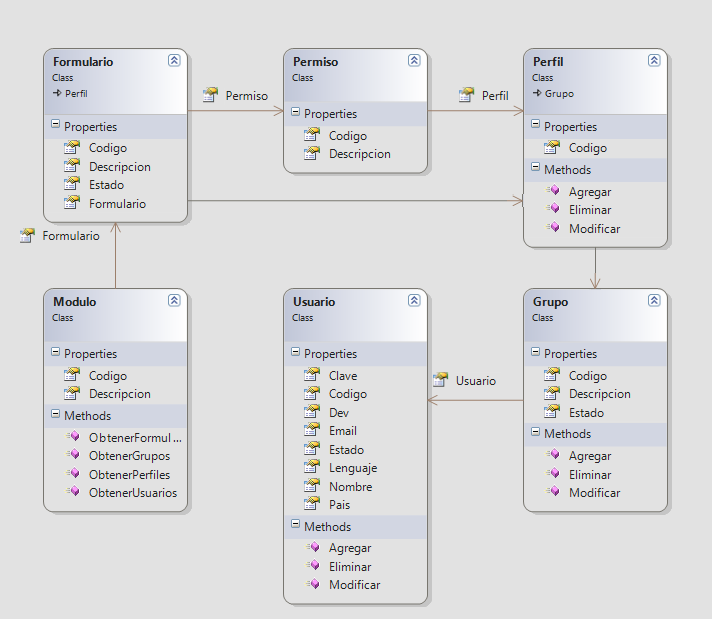 Formulario
Class
Perfil
Properties
Codigo
Descripcion
Estado
Formulario
Permiso
Permiso
Class
Properties
Codigo
Descripcion
Perfil
Perfil
Class
Grupo
Properties
Codigo
Methods
Agregar
Eliminar
Modificar
Formulario
Modulo
Class
Properties
Codigo
Descripcion
Methods
ObtenerFormul...
ObtenerGrupos
ObtenerPerfiles
ObtenerUsuarios
Usuario
Class
Properties
Clave
Codigo
Dev
Email
Estado
Lenguaje
Nombre
Pais
Methods
Agregar
Eliminar
Modificar
Usuario
Grupo
Class
Properties
Codigo
Descripcion
Estado
Methods
Agregar
Eliminar
Modificar